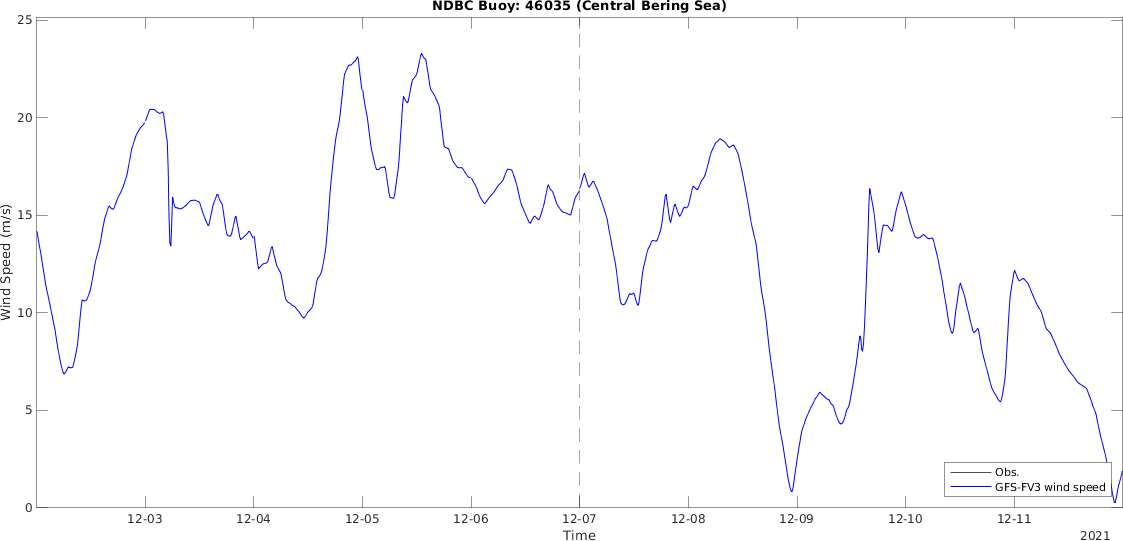 NDBC Buoy: 46035 (Central Bering Sea)
25
20
15
10
5
0
Wind Speed (m/s)
12-03 12-04 12-05 12-06 12-07 12-08 12-09 12-10 12-11
Time
2021
Obs.
GFS-FV3 wind speed